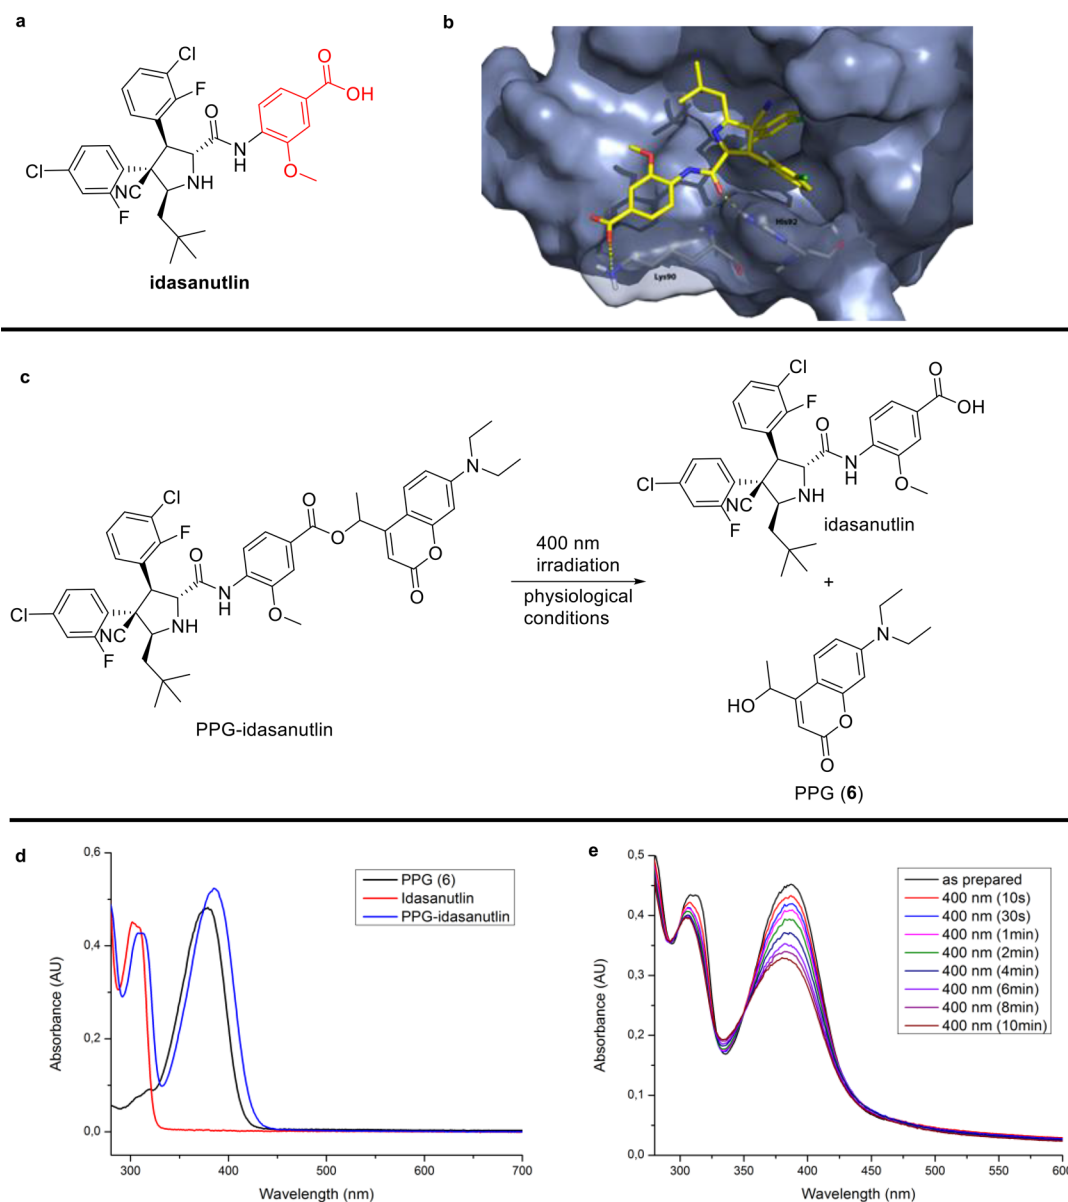 a
Cl
F
O
OH
O
N
H
O
Cl
NC
NH
F
idasanutlin
b
His92
Lys90
c
Cl
F
O
N
H
O
O
O
N
O
O
Cl
NC
NH
F
PPG-idasanutlin
400 nm
irradiation
physiological
conditions
Cl
F
O
OH
O
N
H
O
Cl
NC
NH
F
idasanutlin
+
N
HO
O
O
PPG (6)
d
0,6
0,4
0,2
0,0
Absorbance (AU)
300
400
500
600
700
Wavelength (nm)
PPG (6)
Idasanutlin
PPG-idasanutlin
e
0,5
0,4
0,3
0,2
0,1
0,0
Absorbance (AU)
300
350
400
450
500
550
600
Wavelength (nm)
as prepared
400 nm (10s)
400 nm (30s)
400 nm (1min)
400 nm (2min)
400 nm (4min)
400 nm (6min)
400 nm (8min)
400 nm (10min)